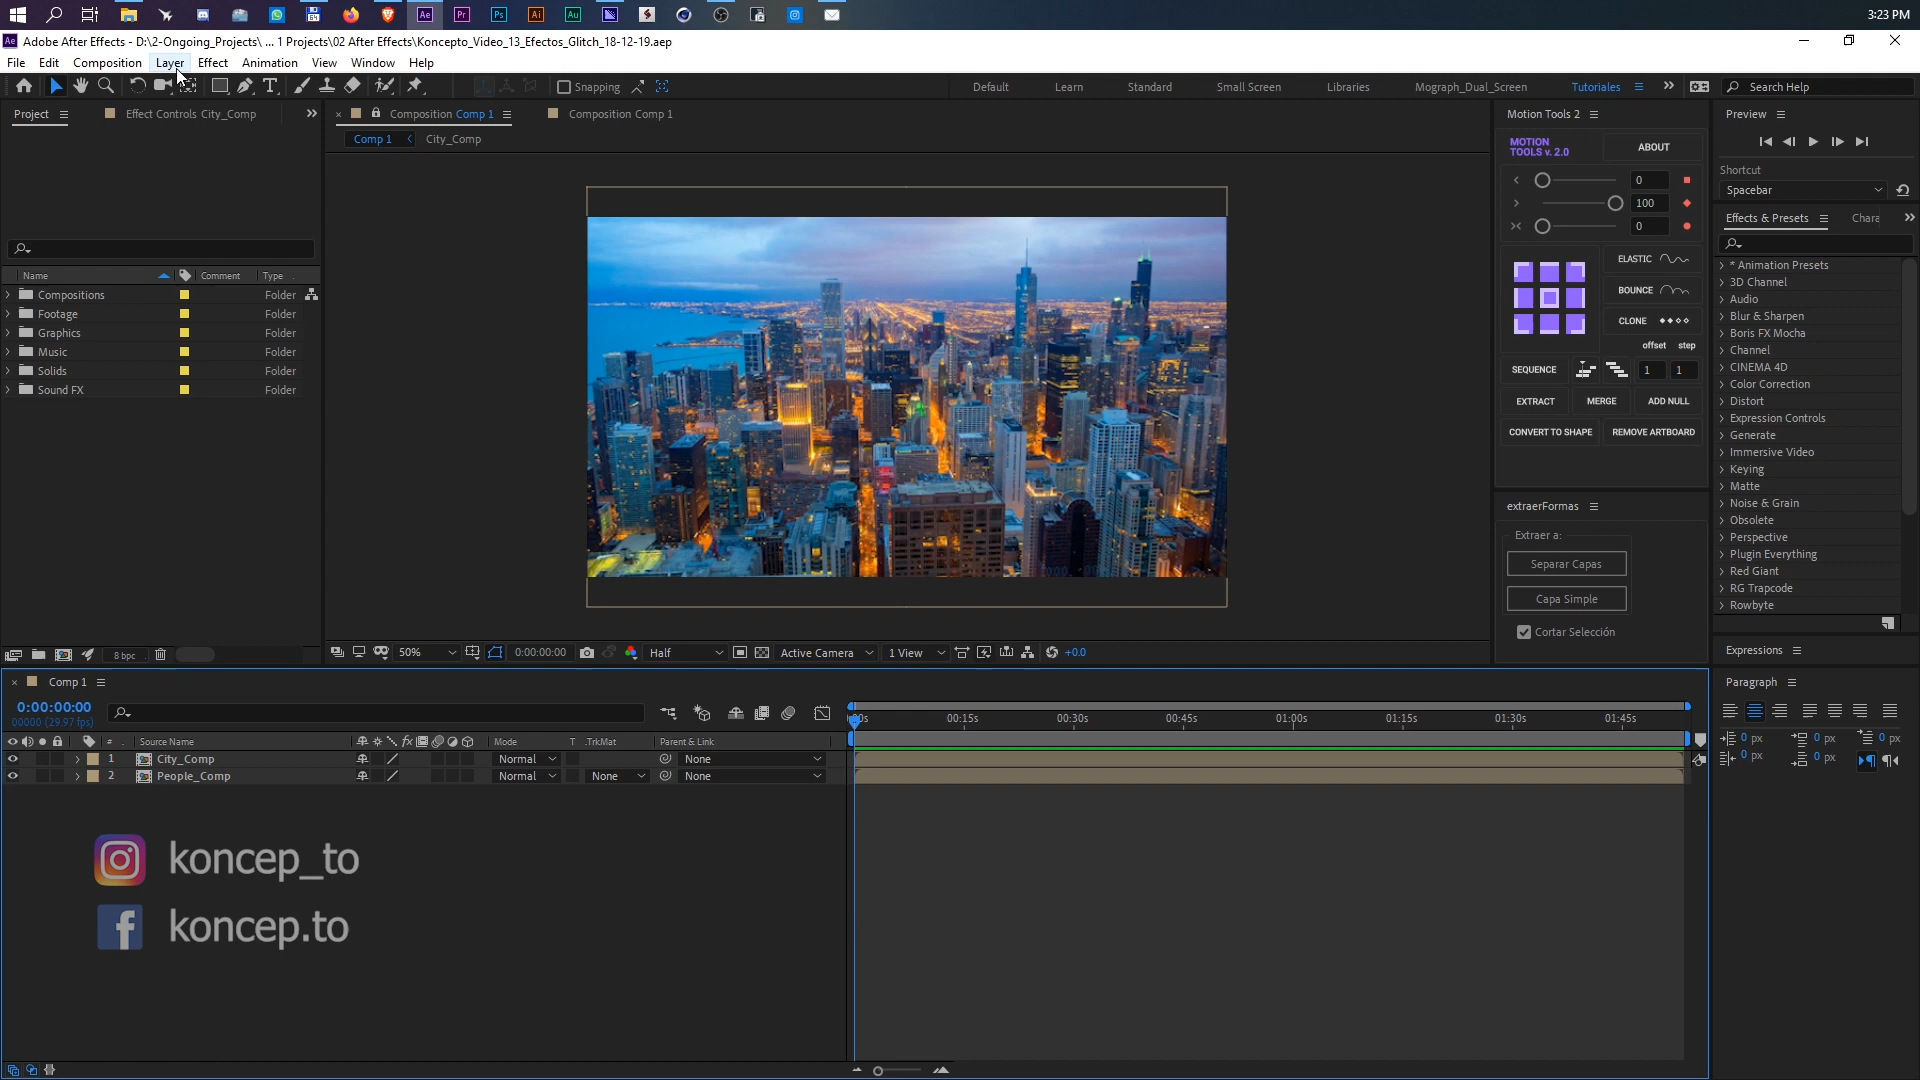 3:23 PM
Adobe After Effects - D:\2-Ongoing_Projects\ ... 1 Projects\02 After Effects\Koncepto_Video_13_Efectos_Glitch_18-12-19.aep
File Edit Composition Layer Effect Animation View Window Help
Snapping Default Learn Standard Small Screen Libraries Mograph_Dual_Screen Tutoriales Search Help
Project Effect Controls City_Comp Composition Comp 1 Composition Comp 1 Motion Tools 2 Preview
Comp 1 City_Comp MOTION TOOLS v. 2.0 ABOUT
Shortcut
0 Spacebar
100
Effects & Presets Chara
0
ELASTIC
* Animation Presets
Name Comment Type 3D Channel
Compositions Folder BOUNCE Audio
Footage Folder Blur & Sharpen
Graphics Folder CLONE Boris FX Mocha
Music Folder offset step Channel
Solids Folder SEQUENCE 1 1 CINEMA 4D
Sound FX Folder Color Correction
EXTRACT MERGE ADD NULL Distort
Expression Controls
CONVERT TO SHAPE REMOVE ARTBOARD Generate
Immersive Video
Keying
Matte
extraerFormas Noise & Grain
Obsolete
Extraer a: Perspective
Separar Capas Plugin Everything
Red Giant
RG Trapcode
Capa Simple Rowbyte
Cortar Selección
8 bpc 50% 0:00:00:00 Half Active Camera 1 View +0.0 Expressions
Comp 1 Paragraph
0:00:00:00
00000 (29.97 fps) 00:15s 00:30s 00:45s 01:00s 01:15s 01:30s 01:45s
# Source Name fx Mode T .TrkMat Parent & Link 0 px 0 px 0 px
1 City_Comp Normal None 0 px 0 px
2 People_Comp Normal None None
koncep_to
koncep.to